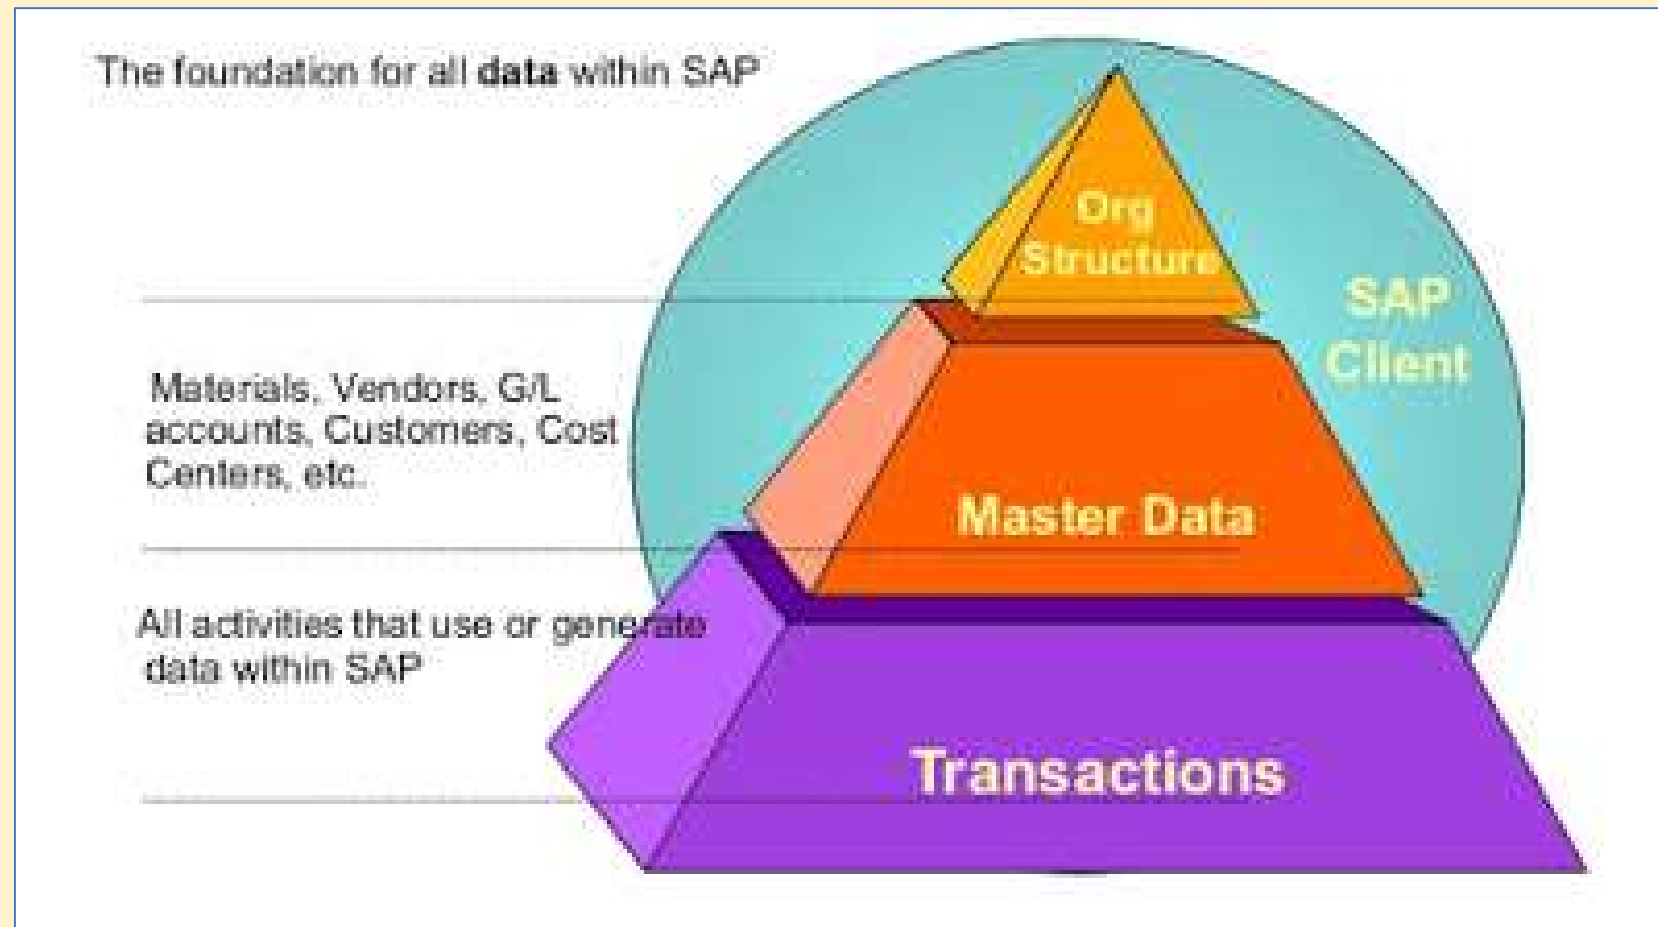 The foundation for all data within SAP
Org
Structure
SAP
Client
Materials, Vendors, G/L
accounts, Customers, Cost
Centers, etc.
Master Data
All activities that use or generate
data within SAP
Transactions